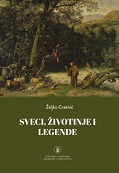 Željko Cvetnić
SVECI, ŽIVOTINJE I
LEGENDE